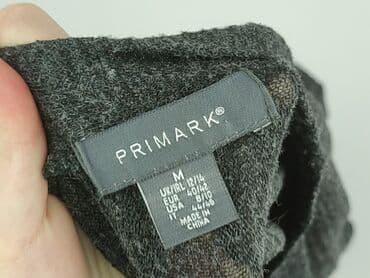 PRIMARK®
M
UK/IRL 12/14
EUR 40/42
USA 8/10
IT 44/46
MADE IN
CHINA